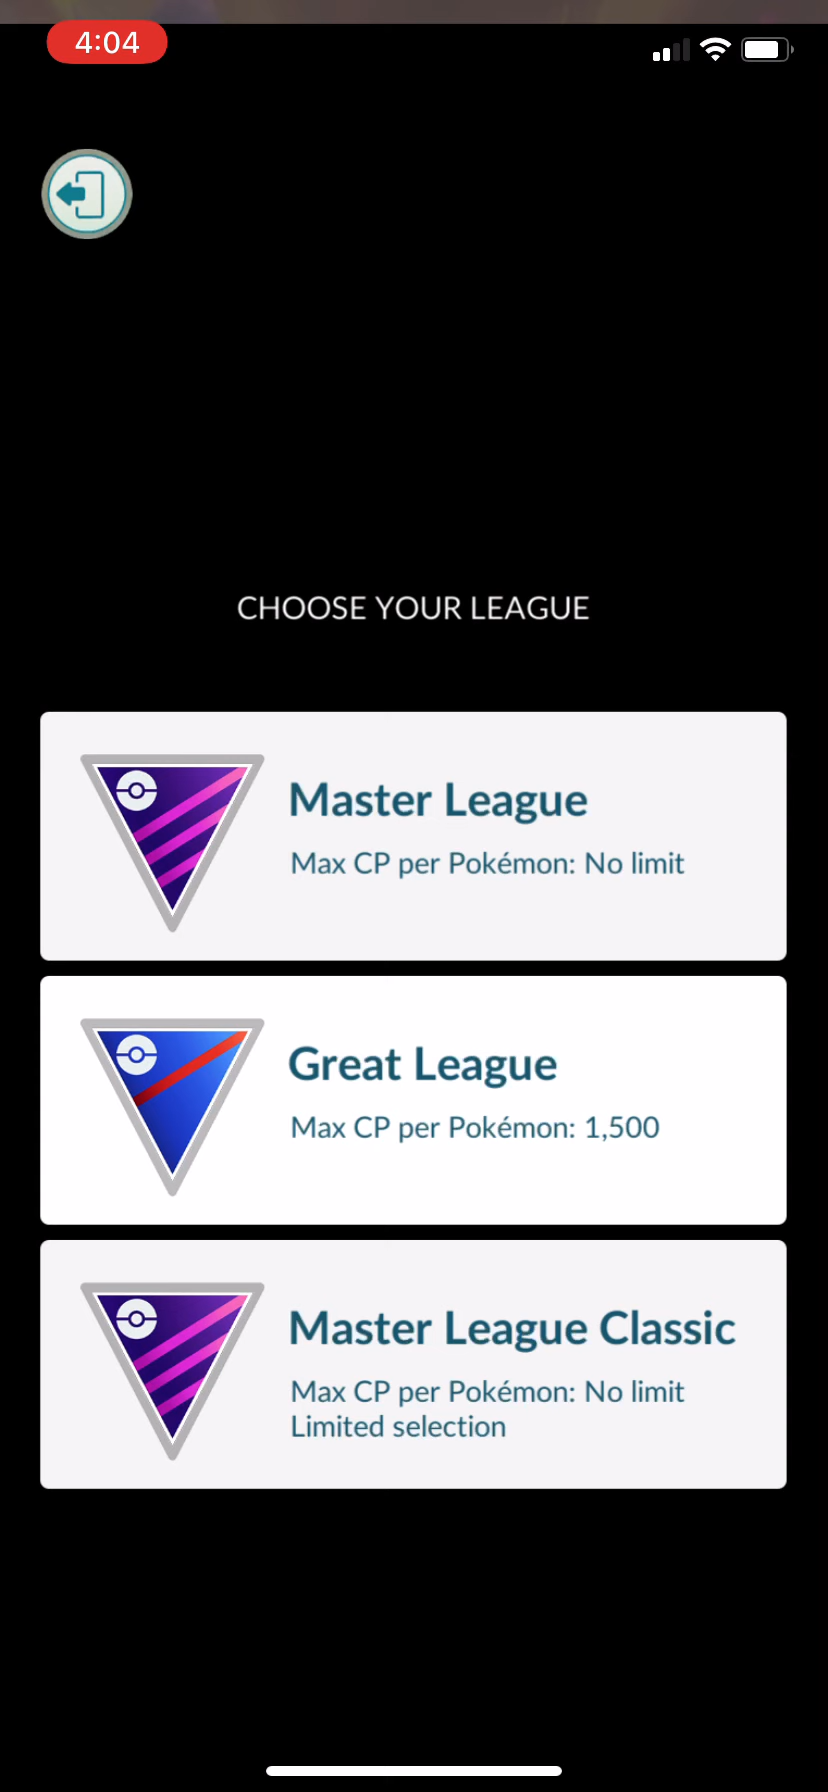 4:04
CHOOSE YOUR LEAGUE
Master League
Max CP per Pokémon: No limit
Great League
Max CP per Pokémon: 1,500
Master League Classic
Max CP per Pokémon: No limit
Limited selection